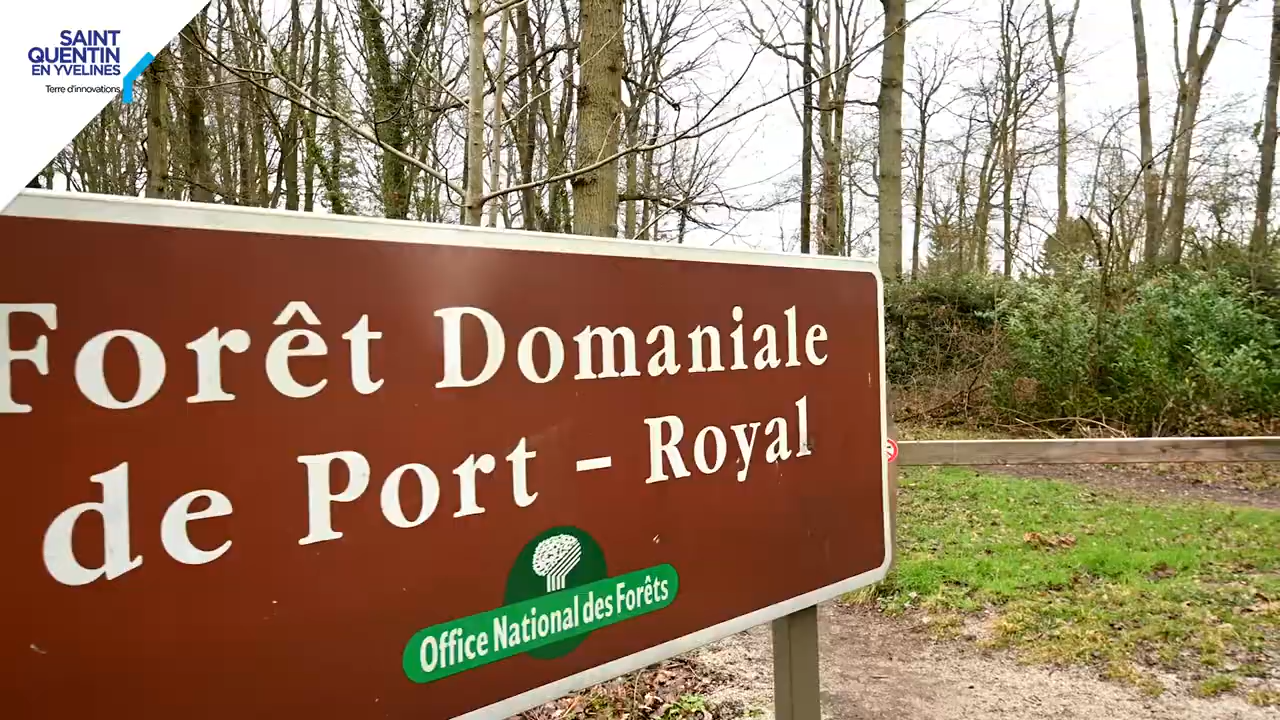 SAINT
QUENTIN
EN YVELINES
Terre d'innovations
Forêt Domaniale
de Port - Royal
Office National des Forêts